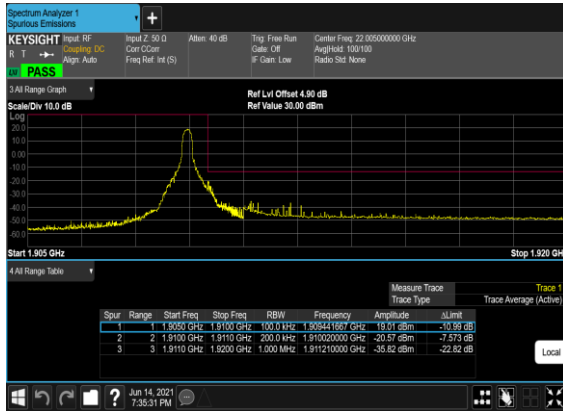 Spectrum Analyzer 1
Spurious Emissions
KEYSIGHT
Input: RF
Input Z: 50 Ω
Atten: 40 dB
Trig: Free Run
Center Freq: 22.005000000 GHz
R T
Coupling: DC
Corr CCorr
Gate: Off
Avg|Hold: 100/100
Align: Auto
Freq Ref: Int (S)
IF Gain: Low
Radio Std: None
PASS
3 All Range Graph
Ref Lvl Offset 4.90 dB
Scale/Div 10.0 dB
Ref Value 30.00 dBm
Log
20.0
10.0
0.00
-10.0
-20.0
-30.0
-40.0
-50.0
-60.0
Start 1.905 GHz
Stop 1.920 GH
4 All Range Table
Measure Trace
Trace 1
Trace Type
Trace Average (Active)
Spur Range Start Freq Stop Freq RBW Frequency Amplitude ΔLimit
1 1 1.9050 GHz 1.9100 GHz 100.0 kHz 1.909441667 GHz 19.01 dBm -10.99 dB
2 2 1.9100 GHz 1.9110 GHz 200.0 kHz 1.910020000 GHz -20.57 dBm -7.573 dB
3 3 1.9110 GHz 1.9200 GHz 1.000 MHz 1.911210000 GHz -35.82 dBm -22.82 dB
Local
?
Jun 14, 2021
7:35:31 PM